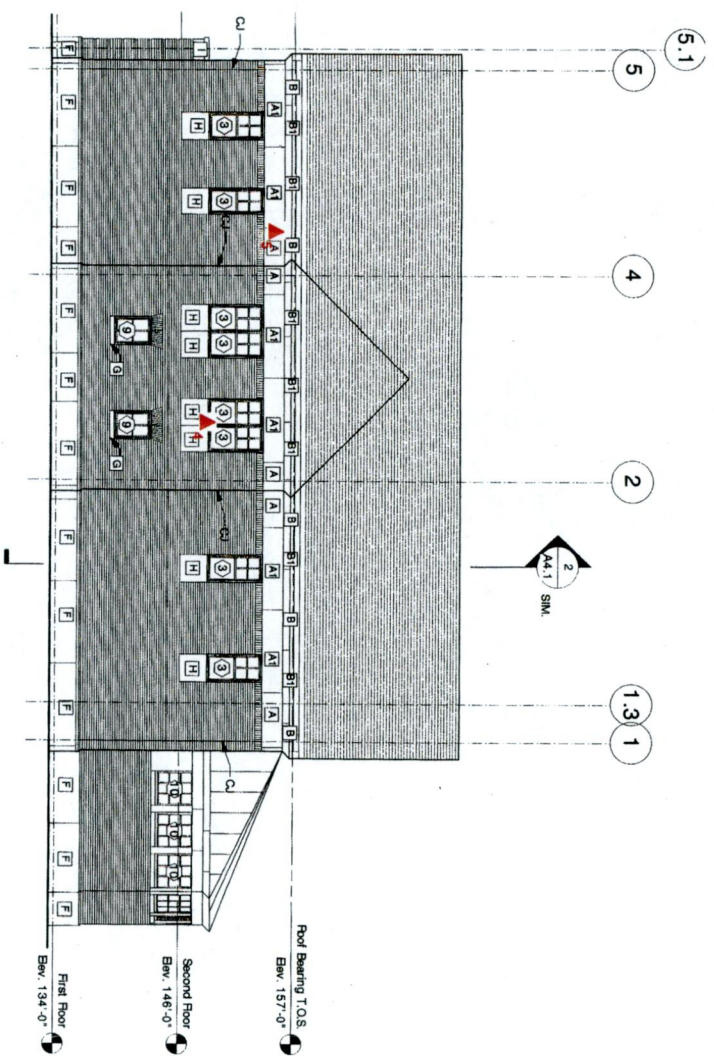 5.1
5 4 2 1.3 1
2
A4.1
SIM.
B B1 B1 B B1 B1 B1 B B1 B B1 B
Roof Bearing T.O.S.
Elev. 157'-0"
A1 A1 5 A A A1 A1 A A A1 A1 A
CJ CJ CJ CJ
3 3 3 3 3 3 3 3
4
I H H H H H H H H
Second Floor
Elev. 146'-0"
10 10 10
9 9
G G
F F F F F F F F F F F F F
First Floor
Elev. 134'-0"